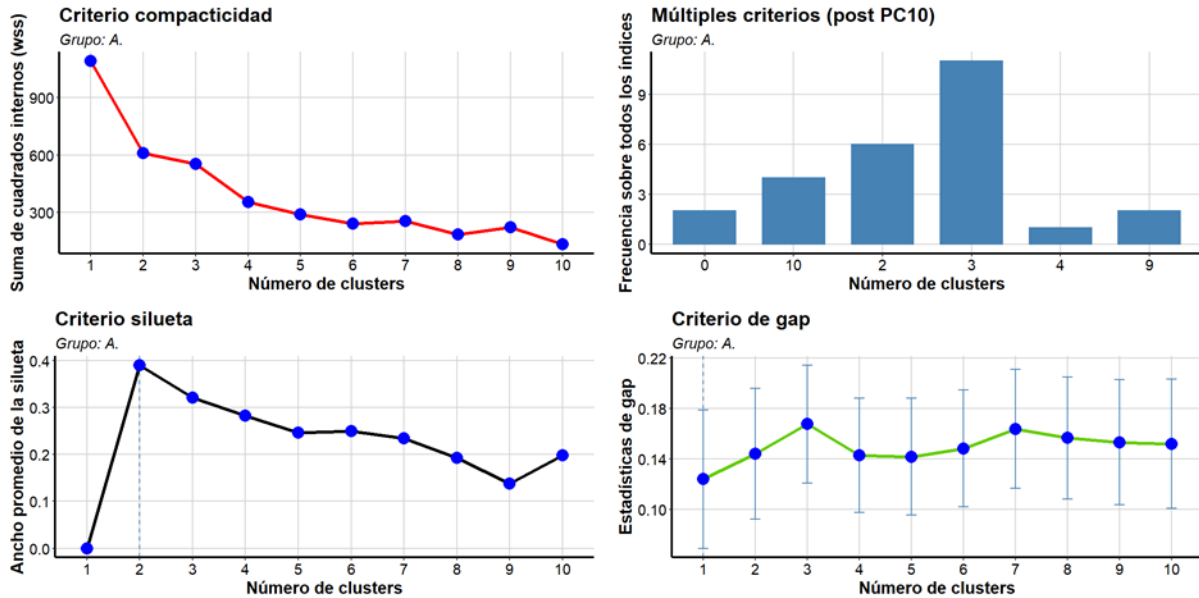 Criterio compacticidad
Grupo: A.
Suma de cuadrados internos (wss)
900
600
300
1 2 3 4 5 6 7 8 9 10
Número de clusters
Múltiples criterios (post PC10)
Frecuencia sobre todos los índices
9
6
3
0
0 10 2 3 4 9
Número de clusters
Criterio silueta
Grupo: A.
Ancho promedio de la silueta
0.4
0.3
0.2
0.1
0.0
1 2 3 4 5 6 7 8 9 10
Número de clusters
Criterio de gap
Grupo: A.
Estadísticas de gap
0.22
0.18
0.14
0.10
1 2 3 4 5 6 7 8 9 10
Número de clusters
Grupo: A.